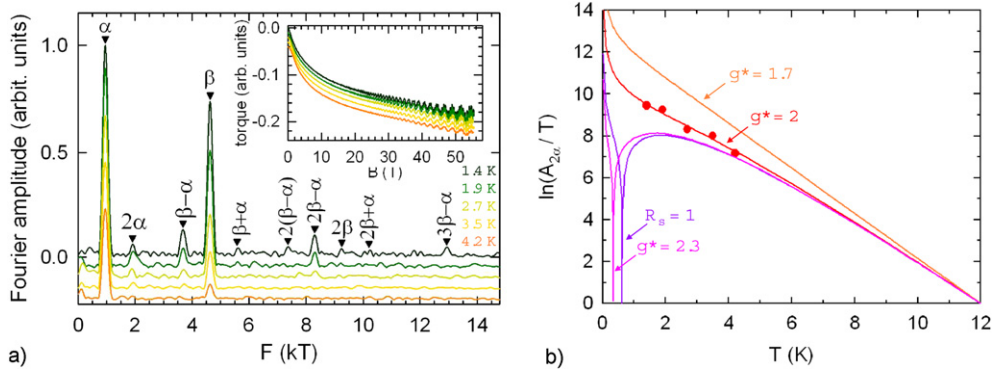 a)
Fourier amplitude (arbit. units)
1.0
0.5
0.0
α
2α
β−α
β
β+α
2(β−α)
2β−α
2β
2β+α
3β−α
torque (arb. units)
0.0
-0.1
-0.2
0 10 20 30 40 50
B (T)
1.4 K
1.9 K
2.7 K
3.5 K
4.2 K
0 2 4 6 8 10 12 14
F (kT)
b)
ln(A2α/ T)
14
12
10
8
6
4
2
0
g*= 1.7
g*= 2
Rs = 1
g*= 2.3
0 2 4 6 8 10 12
T (K)